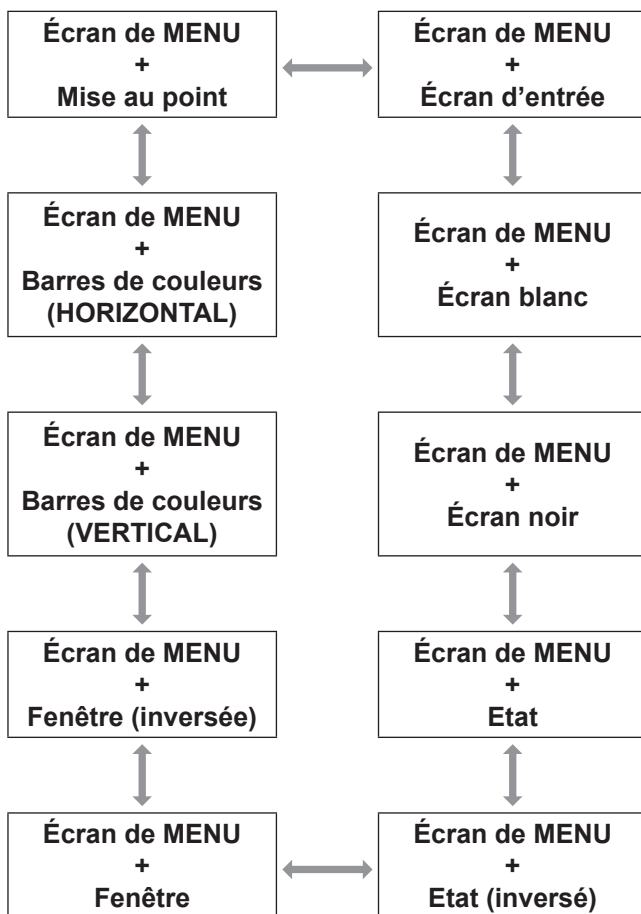 Écran de MENU
+
Mise au point
Écran de MENU
+
Écran d’entrée
Écran de MENU
+
Barres de couleurs
(HORIZONTAL)
Écran de MENU
+
Écran blanc
Écran de MENU
+
Barres de couleurs
(VERTICAL)
Écran de MENU
+
Écran noir
Écran de MENU
+
Fenêtre (inversée)
Écran de MENU
+
Etat
Écran de MENU
+
Fenêtre
Écran de MENU
+
Etat (inversé)